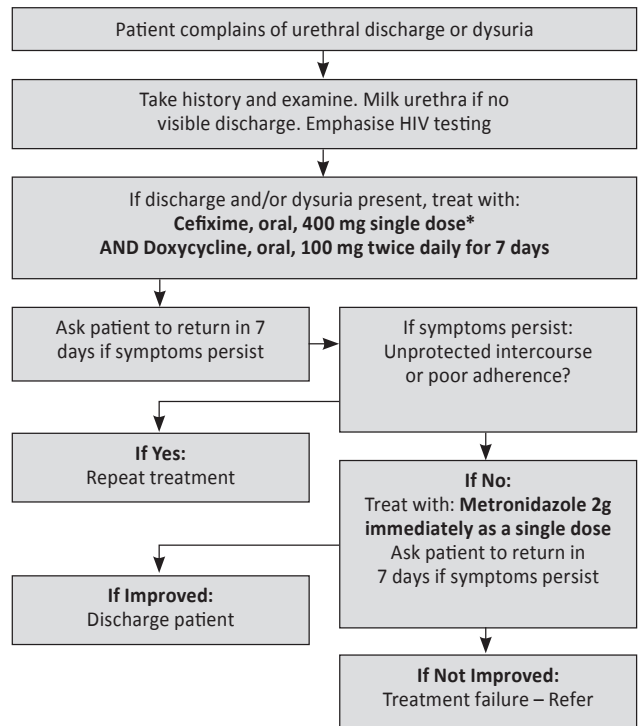 Patient complains of urethral discharge or dysuria
Take history and examine. Milk urethra if no
visible discharge. Emphasise HIV testing
If discharge and/or dysuria present, treat with:
Cefixime, oral, 400 mg single dose*
AND Doxycycline, oral, 100 mg twice daily for 7 days
Ask patient to return in 7
days if symptoms persist
If symptoms persist:
Unprotected intercourse
or poor adherence?
If Yes:
Repeat treatment
If No:
Treat with: Metronidazole 2g
immediately as a single dose
Ask patient to return in
7 days if symptoms persist
If Improved:
Discharge patient
If Not Improved:
Treatment failure – Refer